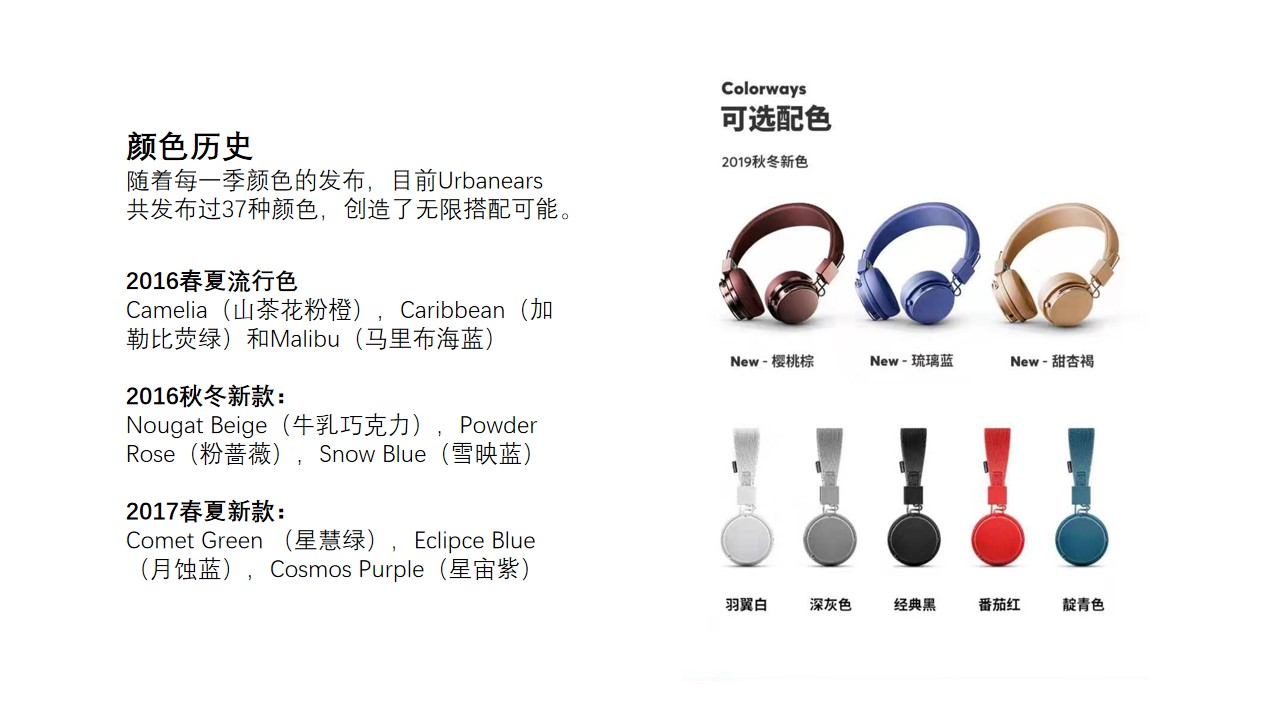 颜色历史
随着每一季颜色的发布，目前Urbanears
共发布过37种颜色，创造了无限搭配可能。
2016春夏流行色
Camelia（山茶花粉橙），Caribbean（加
勒比荧绿）和Malibu（马里布海蓝）
2016秋冬新款：
Nougat Beige（牛乳巧克力），Powder
Rose（粉蔷薇），Snow Blue（雪映蓝）
2017春夏新款：
Comet Green （星慧绿），Eclipce Blue
（月蚀蓝），Cosmos Purple（星宙紫）
Colorways
可选配色
2019秋冬新色
New - 樱桃棕
New - 琉璃蓝
New - 甜杏褐
羽翼白
深灰色
经典黑
番茄红
靛青色